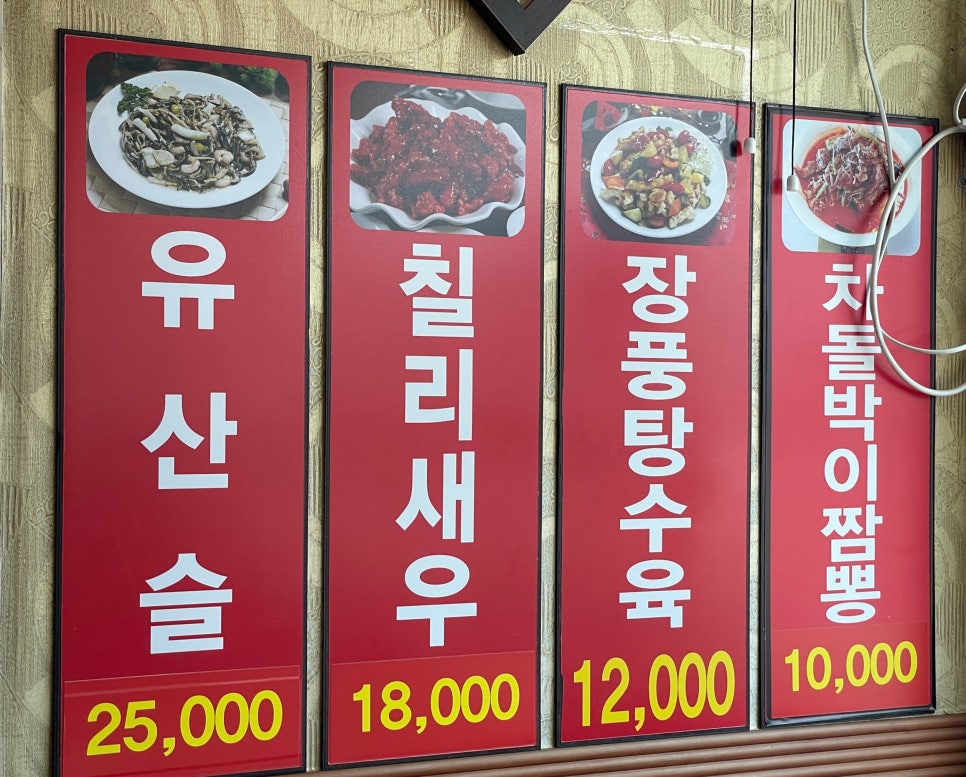 유산슬
25,000
칠리새우
18,000
장풍탕수육
12,000
차돌박이짬뽕
10,000